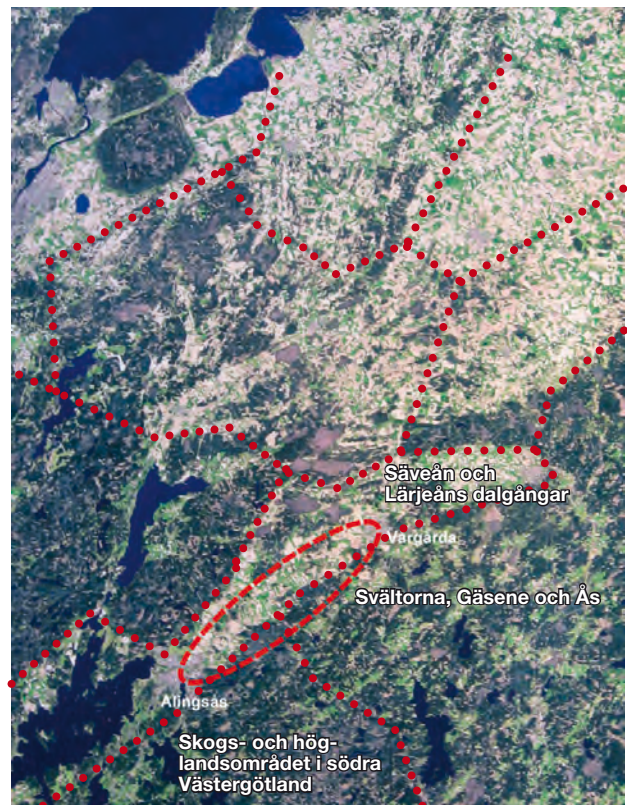 Säveån och
Lärjeåns dalgångar
Vårgårda
Svältorna, Gäsene och Ås
Alingsås
Skogs- och hög-
landsområdet i södra
Västergötland